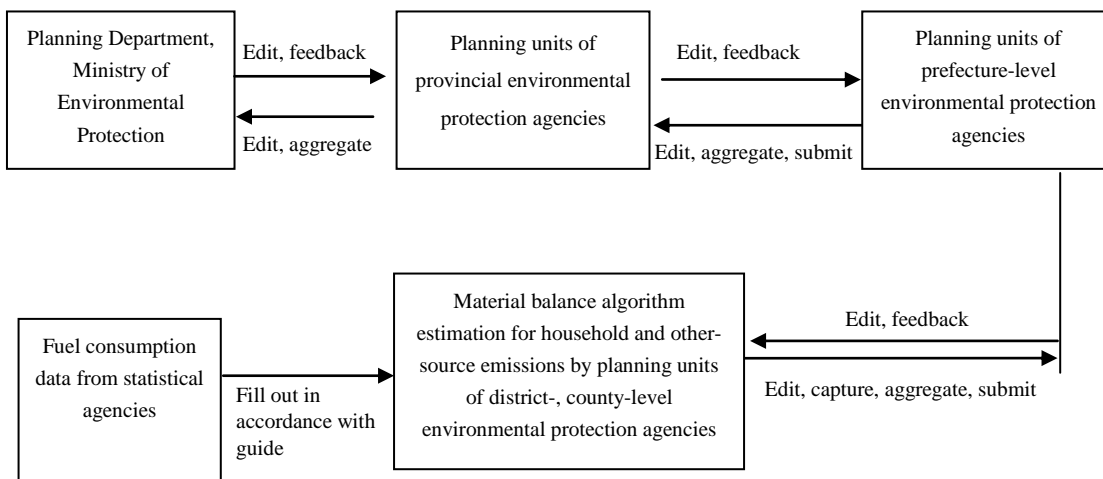 Planning Department,
Ministry of
Environmental
Protection
Edit, feedback
Edit, aggregate
Planning units of
provincial environmental
protection agencies
Edit, feedback
Edit, aggregate, submit
Planning units of
prefecture-level
environmental protection
agencies
Fuel consumption
data from statistical
agencies
Fill out in
accordance with
guide
Material balance algorithm
estimation for household and other-
source emissions by planning units
of district-, county-level
environmental protection agencies
Edit, feedback
Edit, capture, aggregate, submit